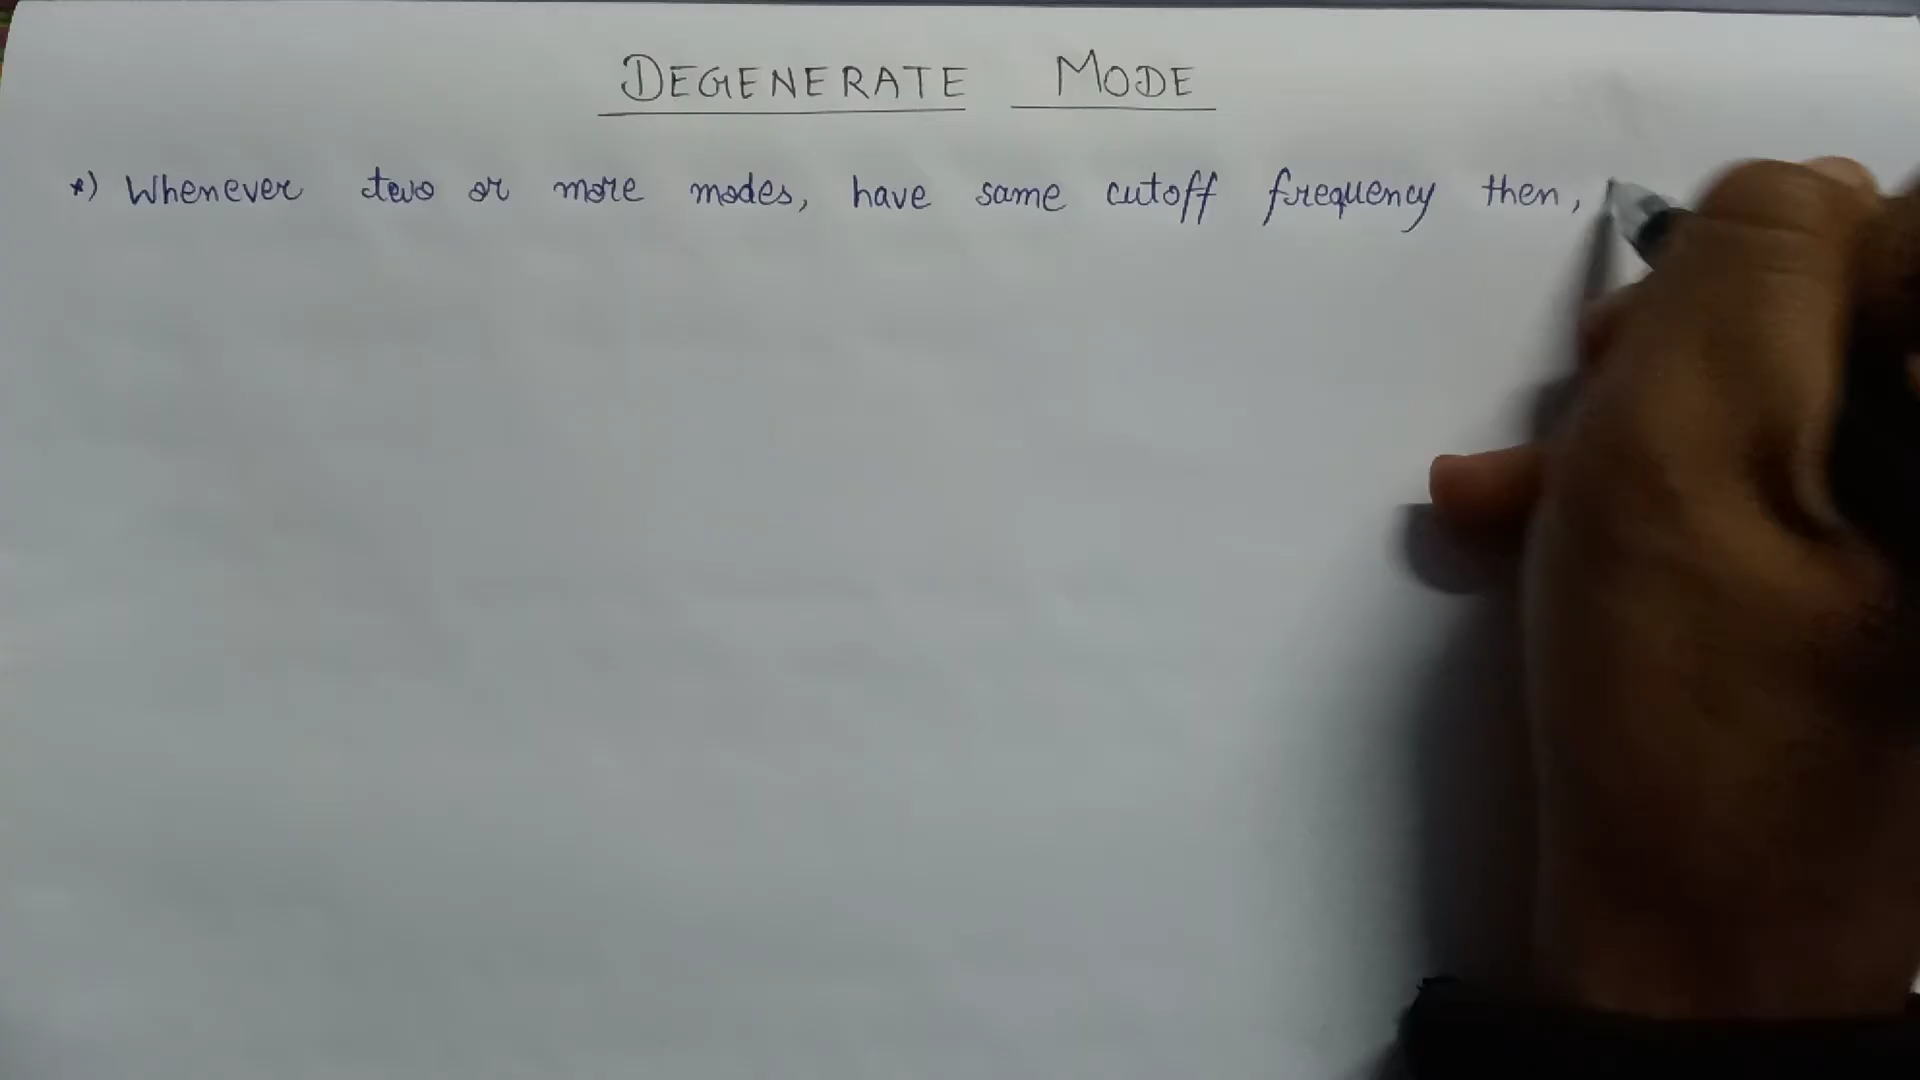 DEGENERATE MODE
*) Whenever two or more modes, have same cutoff frequency then,